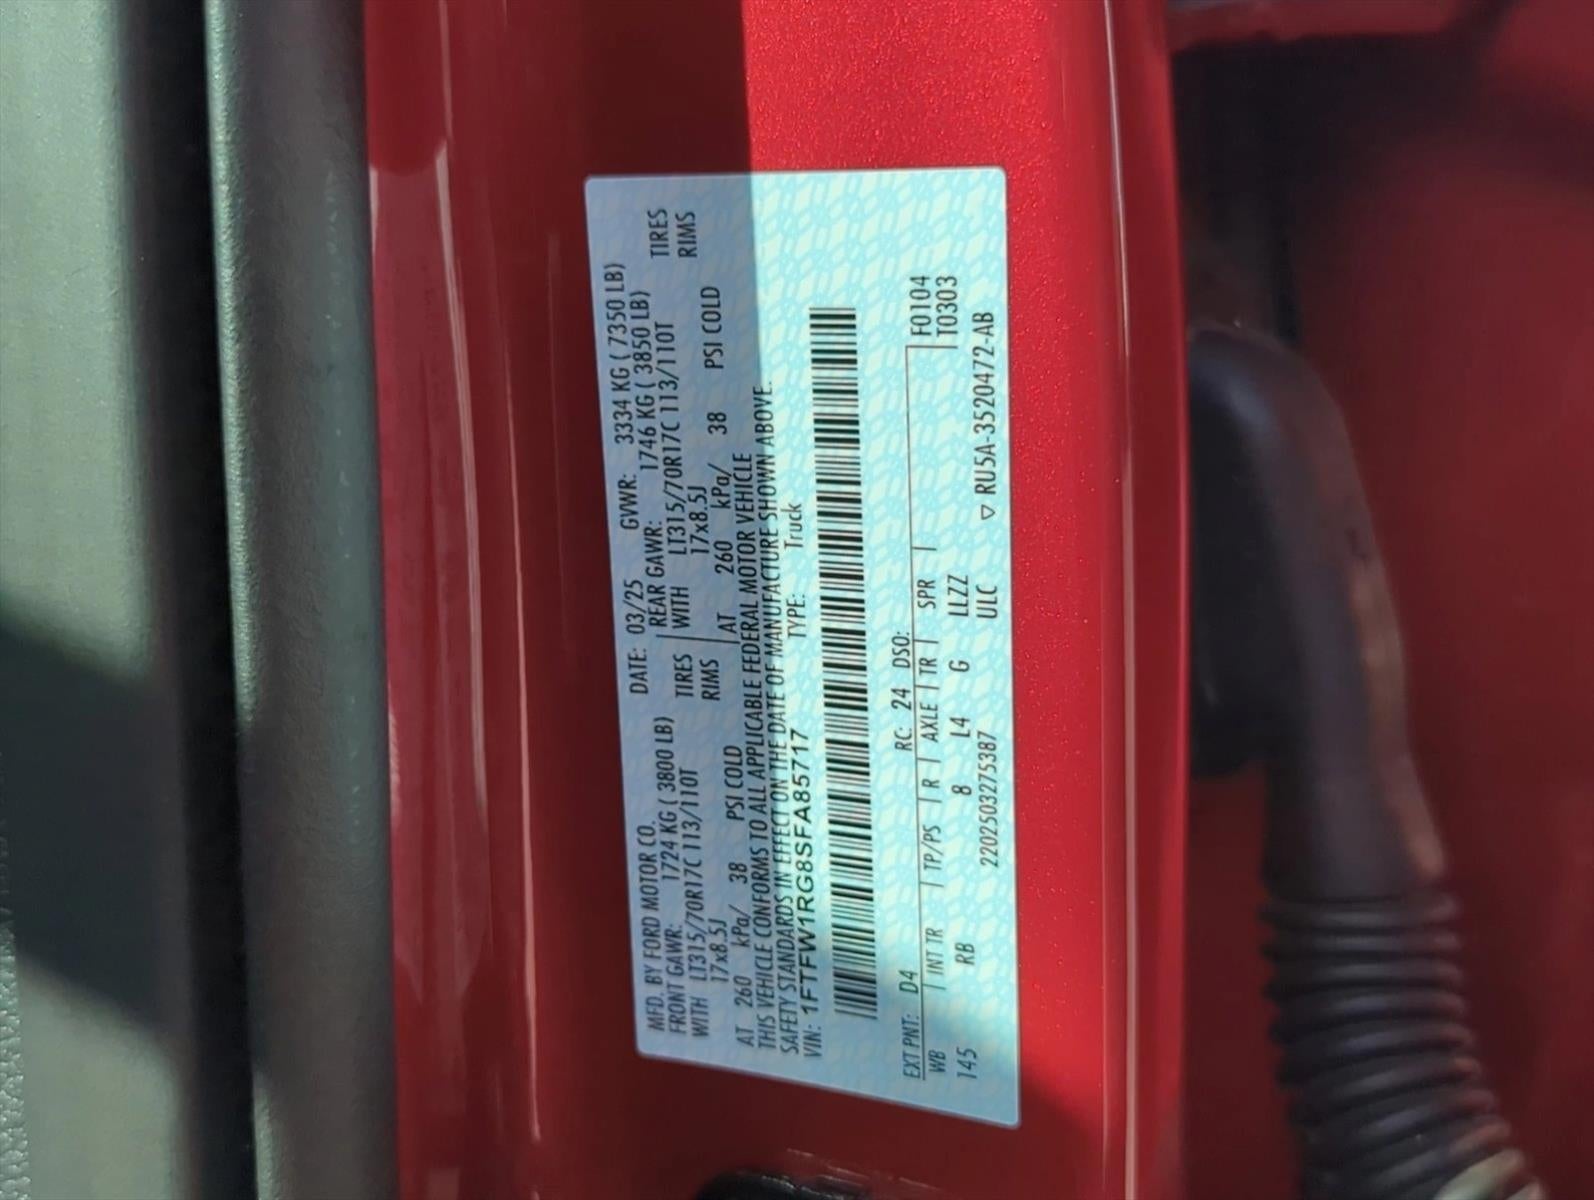 MFD. BY FORD MOTOR CO. DATE: 03/25 GVWR: 3334 KG ( 7350 LB)
FRONT GAWR: 1724 KG ( 3800 LB) REAR GAWR: 1746 KG ( 3850 LB)
WITH LT315/70R17C 113/110T TIRES WITH LT315/70R17C 113/110T TIRES
17x8.5J RIMS 17x8.5J RIMS
AT 260 kPa/ 38 PSI COLD AT 260 kPa/ 38 PSI COLD
THIS VEHICLE CONFORMS TO ALL APPLICABLE FEDERAL MOTOR VEHICLE
SAFETY STANDARDS IN EFFECT ON THE DATE OF MANUFACTURE SHOWN ABOVE.
VIN: 1FTFW1RG8SFA85717 TYPE: Truck
EXT PNT: D4 RC: 24 DSO: F0104
WB | INT TR | TP/PS | R | AXLE | TR | SPR | T0303
145 RB 8 L4 G LLZZ
2202503275387 ULC ▽ RU5A-3520472-AB